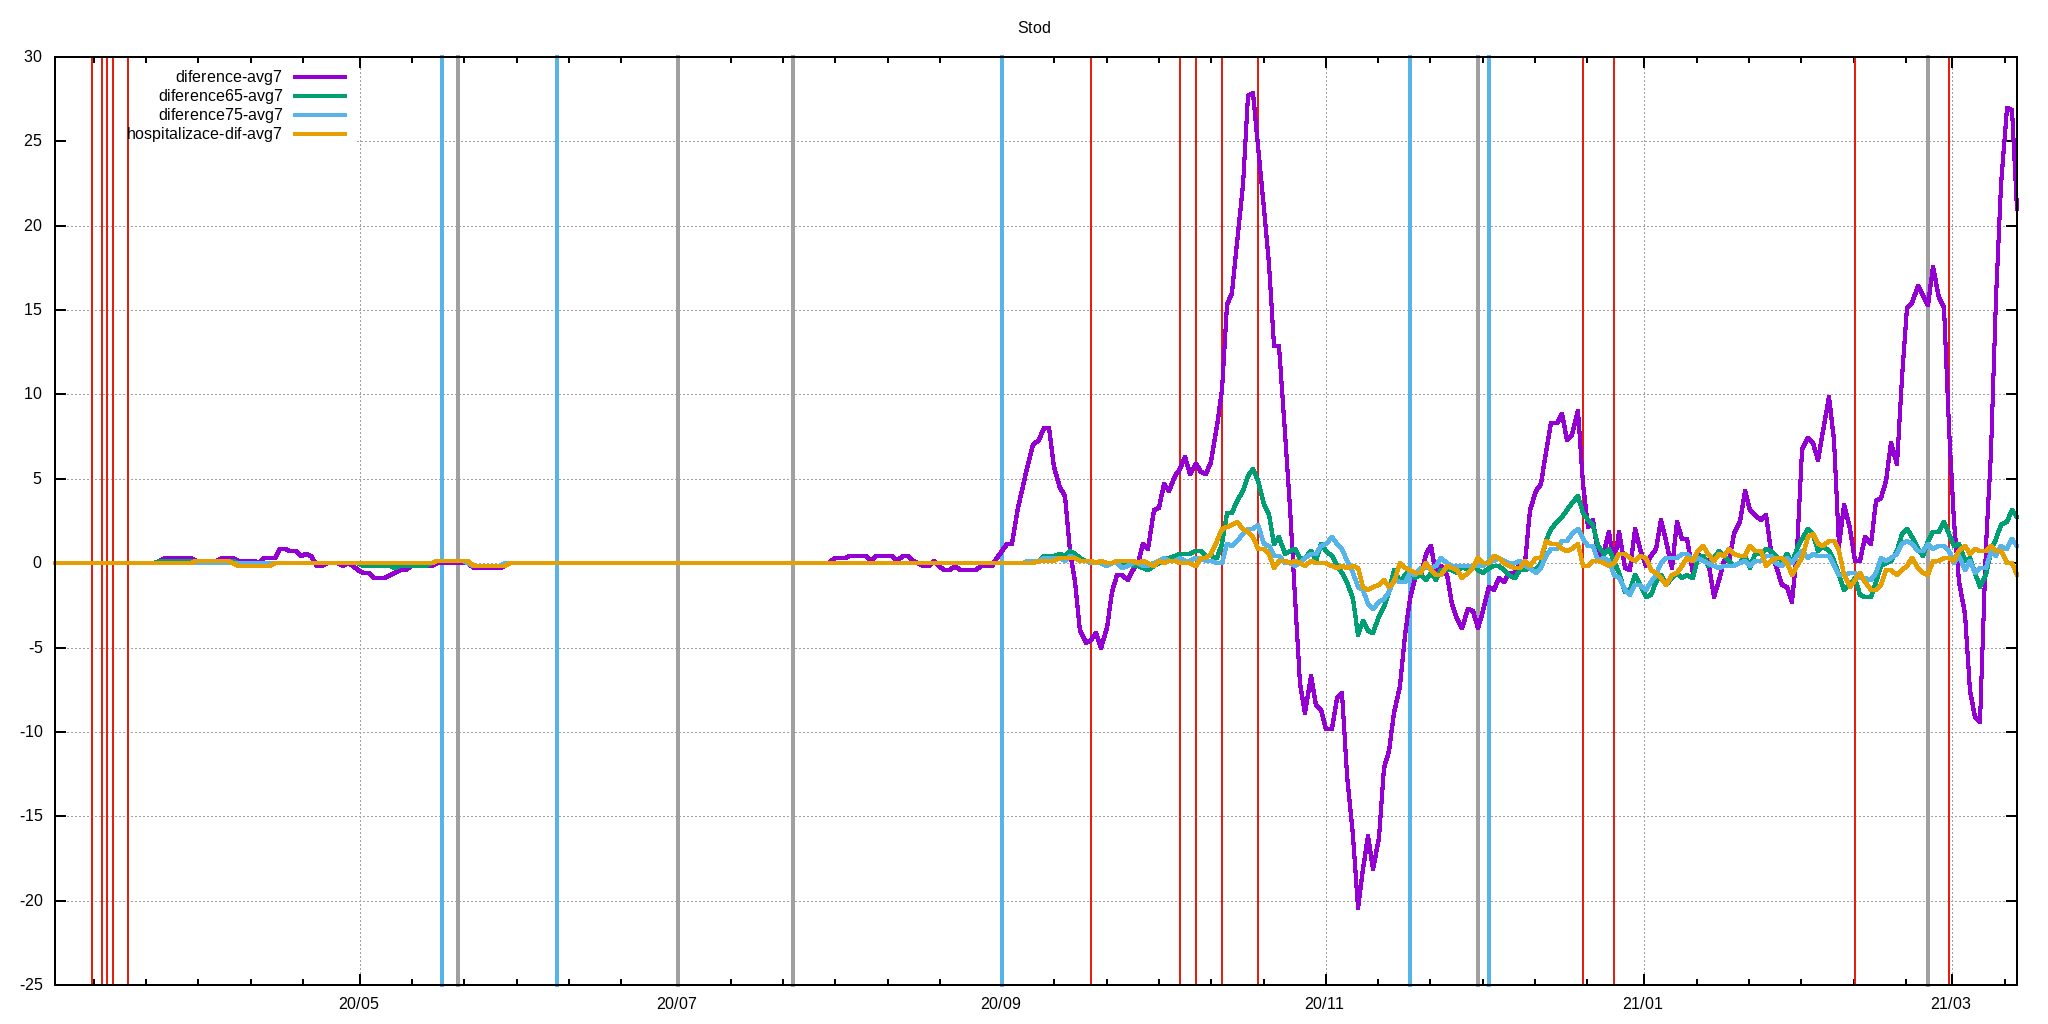 Stod
30
diference-avg7
diference65-avg7
diference75-avg7
hospitalizace-dif-avg7
25
20
15
10
5
0
-5
-10
-15
-20
-25
20/05 20/07 20/09 20/11 21/01 21/03